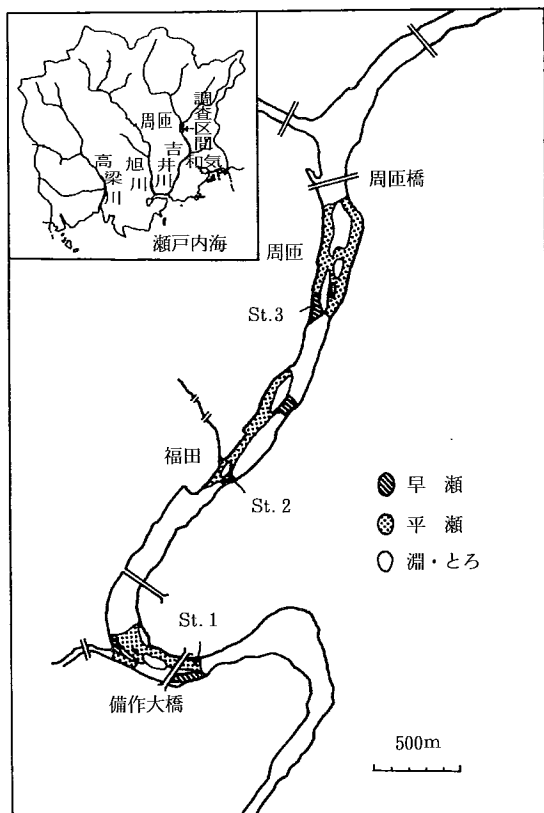 調査区間
周匝
吉井川
和気
旭川
高梁川
瀬戸内海
周匝橋
周匝
St.3
福田
St.2
早瀬
平瀬
淵・とろ
St.1
備作大橋
500m